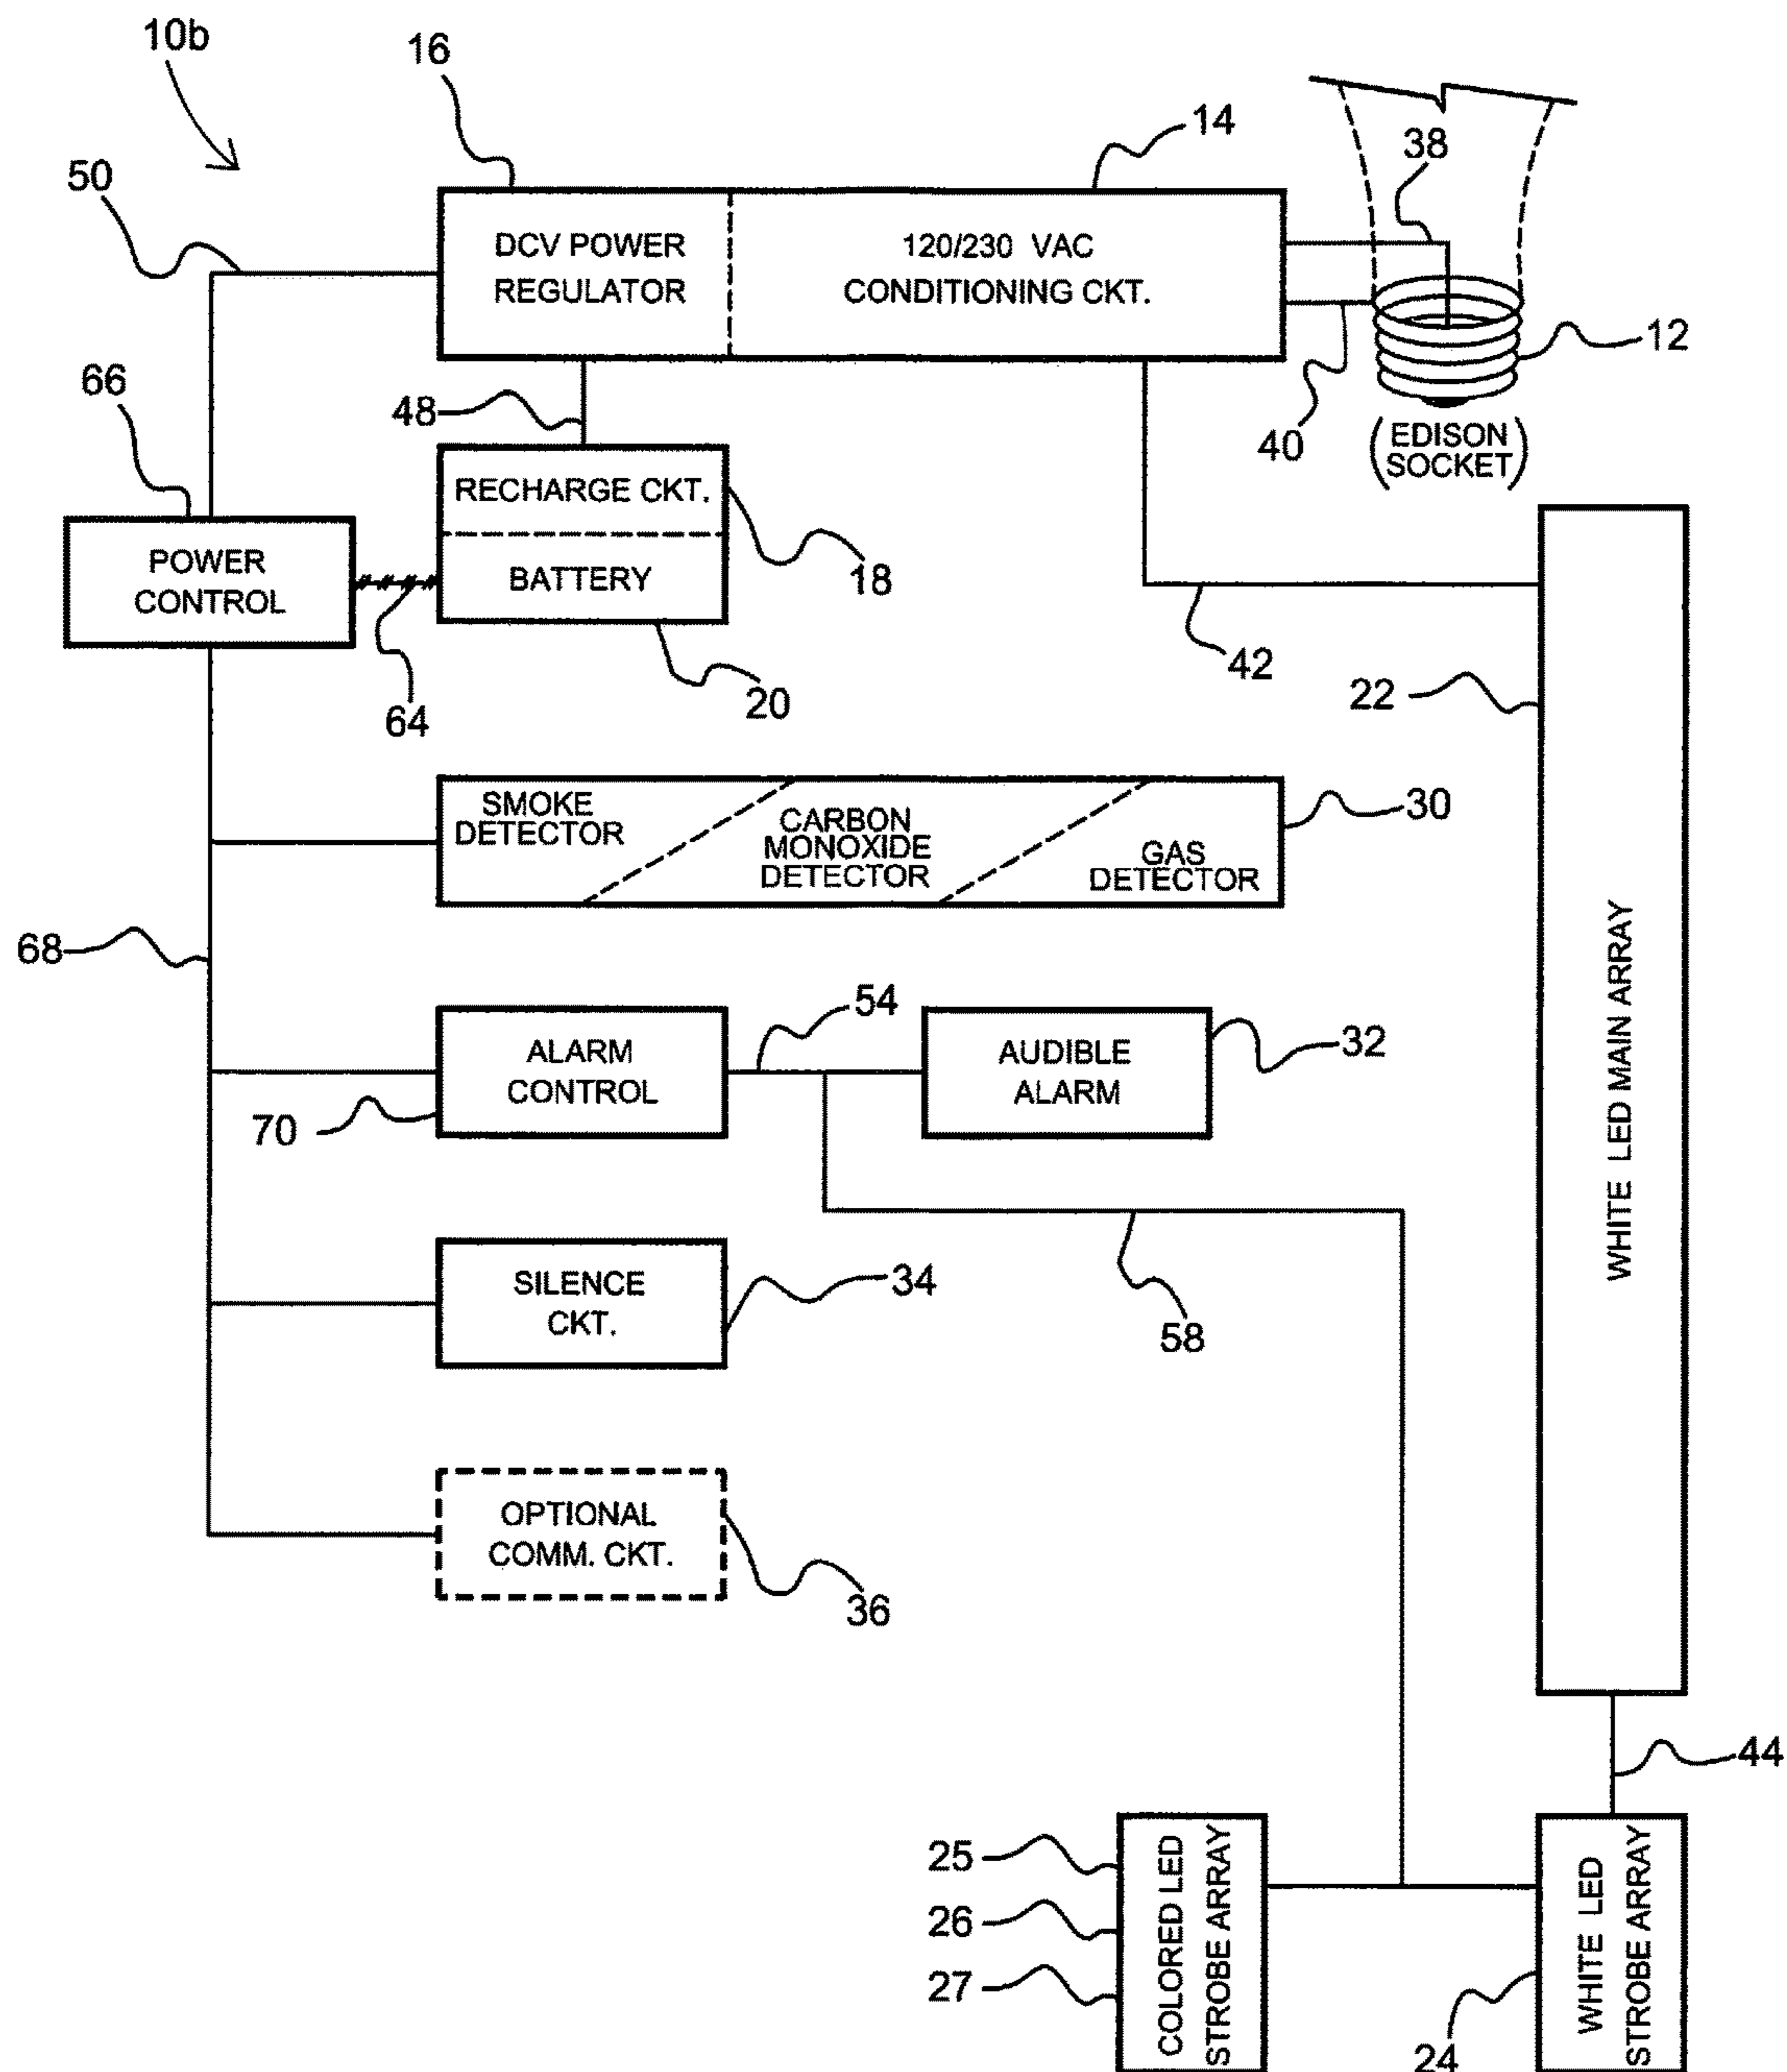 10b
16
14
38
50
DCV POWER
REGULATOR
120/230 VAC
CONDITIONING CKT.
12
40
(EDISON
SOCKET)
66
48
RECHARGE CKT.
BATTERY
18
POWER
CONTROL
64
20
42
22
SMOKE
DETECTOR
CARBON
MONOXIDE
DETECTOR
GAS
DETECTOR
30
WHITE LED MAIN ARRAY
68
54
ALARM
CONTROL
AUDIBLE
ALARM
32
70
SILENCE
CKT.
34
58
OPTIONAL
COMM. CKT.
36
44
25
26
27
COLORED LED
STROBE ARRAY
WHITE LED
STROBE ARRAY
24